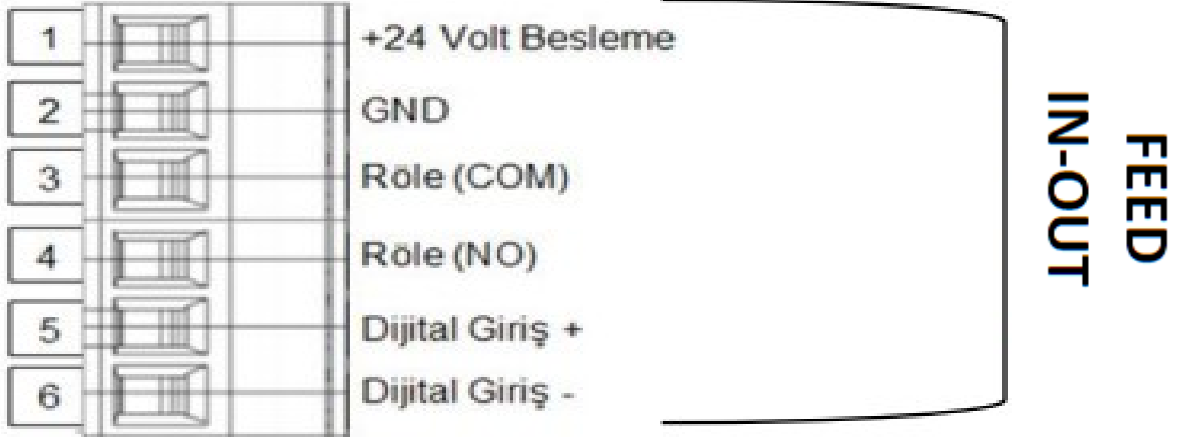 1 +24 Volt Besleme
2 GND
3 Röle (COM)
4 Röle (NO)
5 Dijital Giriş +
6 Dijital Giriş -
FEED
IN-OUT